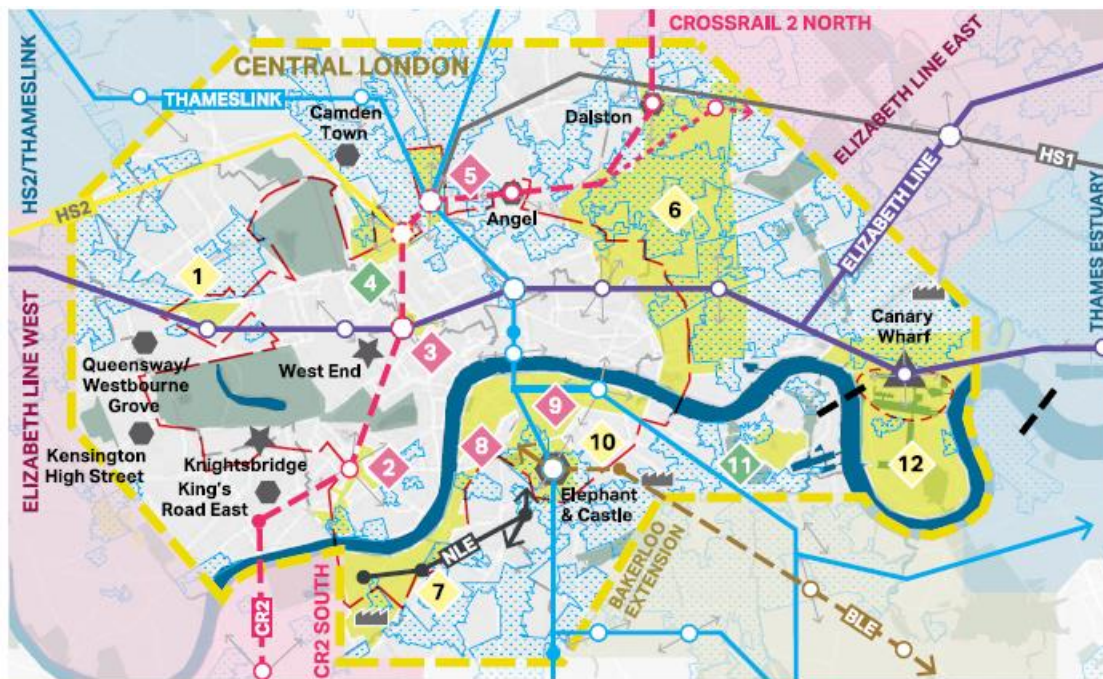 CROSSRAIL 2 NORTH
HS2/THAMESLINK
CENTRAL LONDON
ELIZABETH LINE EAST
THAMESLINK
Camden
Town
Dalston
HS1
5
Angel
6
ELIZABETH LINE
HS2
1
4
THAMES ESTUARY
Canary
Wharf
ELIZABETH LINE WEST
3
Queensway/
Westbourne
Grove
West End
9
Kensington
High Street
Knightsbridge
King's
Road East
2
8
10
11
12
Elephant
& Castle
NLE
7
BAKERLOO
EXTENSION
CR2
CR2 SOUTH
BLE